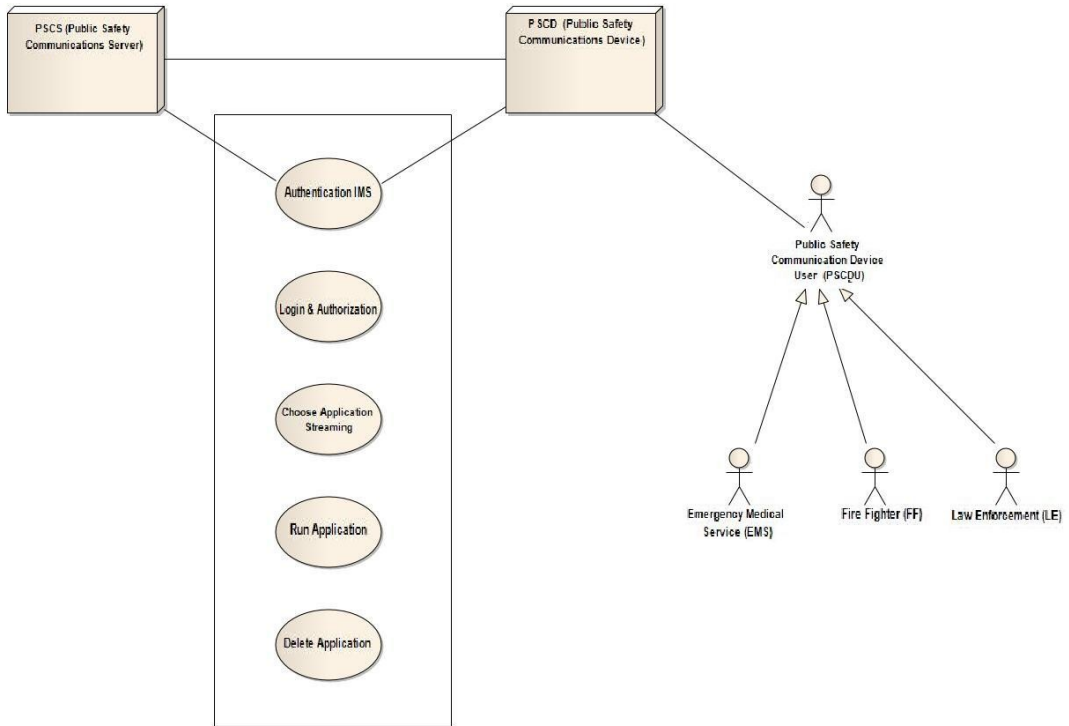 PSCS (Public Safety
Communications Server)
PSCD (Public Safety
Communications Device)
Authentication IMS
Login & Authorization
Choose Application
Streaming
Run Application
Delete Application
Public Safety
Communication Device
User (PSCDU)
Emergency Medical
Service (EMS)
Fire Fighter (FF)
Law Enforcement (LE)